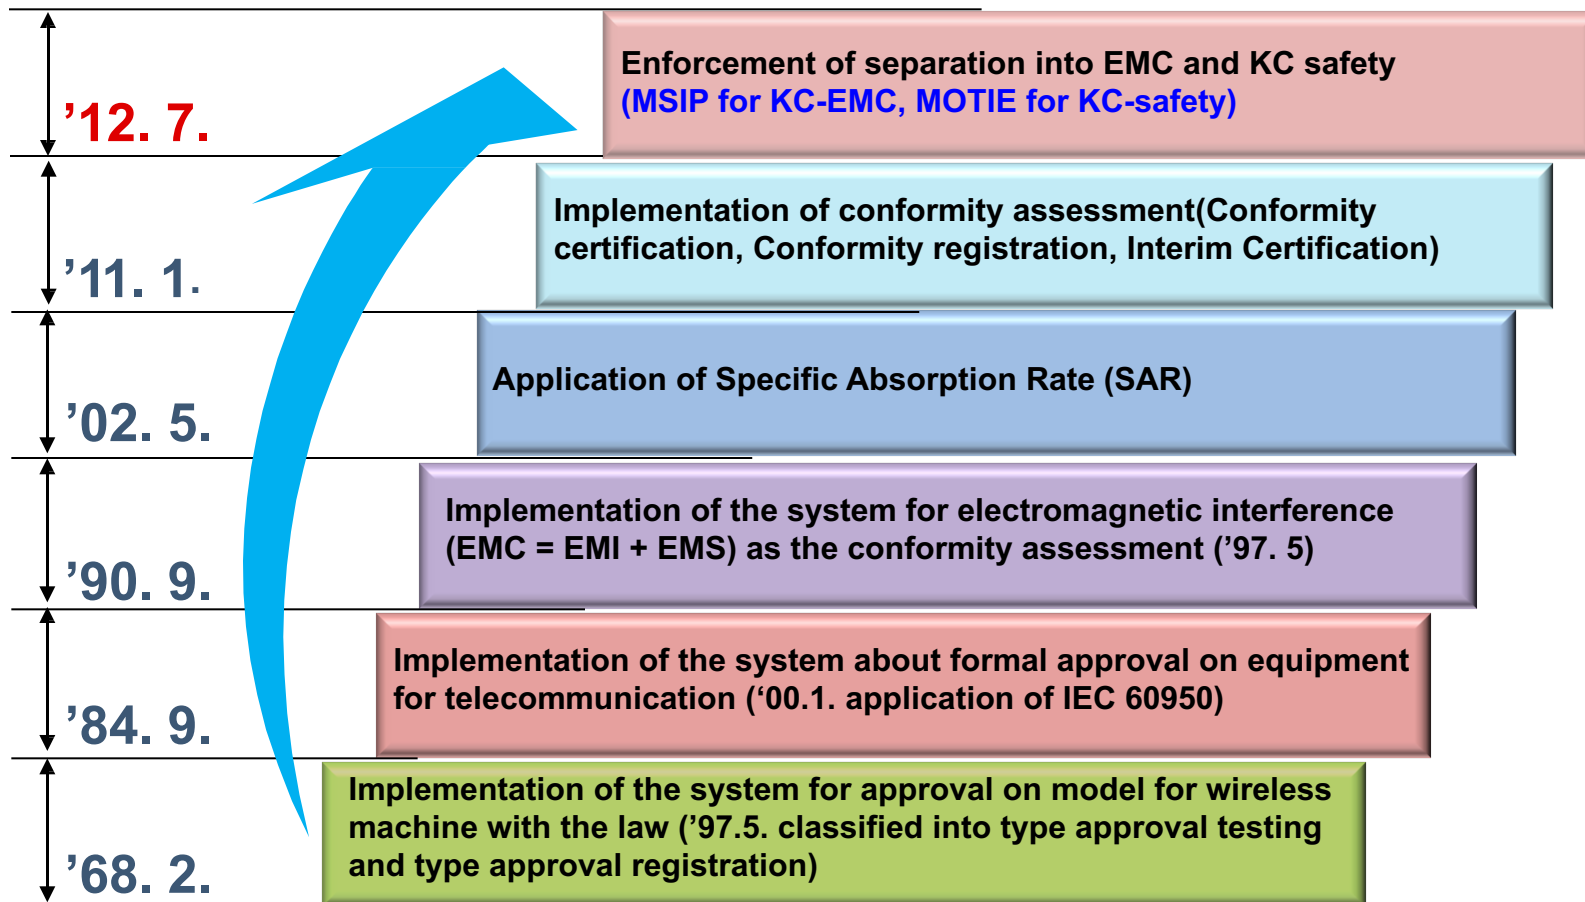 ’12. 7.
Enforcement of separation into EMC and KC safety
(MSIP for KC-EMC, MOTIE for KC-safety)
’11. 1.
Implementation of conformity assessment(Conformity
certification, Conformity registration, Interim Certification)
’02. 5.
Application of Specific Absorption Rate (SAR)
’90. 9.
Implementation of the system for electromagnetic interference
(EMC = EMI + EMS) as the conformity assessment (’97. 5)
’84. 9.
Implementation of the system about formal approval on equipment
for telecommunication (‘00.1. application of IEC 60950)
’68. 2.
Implementation of the system for approval on model for wireless
machine with the law (’97.5. classified into type approval testing
and type approval registration)